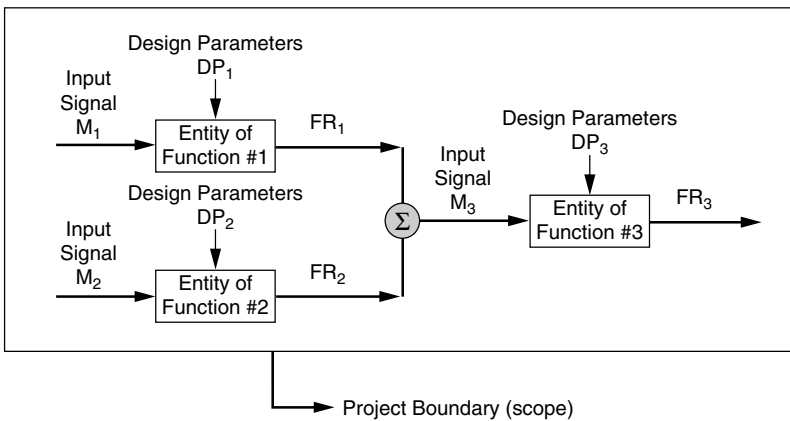 Design Parameters
DP₁
Input
Signal
M₁
Entity of
Function #1
FR₁
Design Parameters
DP₂
Input
Signal
M₂
Entity of
Function #2
FR₂
Σ
Input
Signal
M₃
Design Parameters
DP₃
Entity of
Function #3
FR₃
Project Boundary (scope)